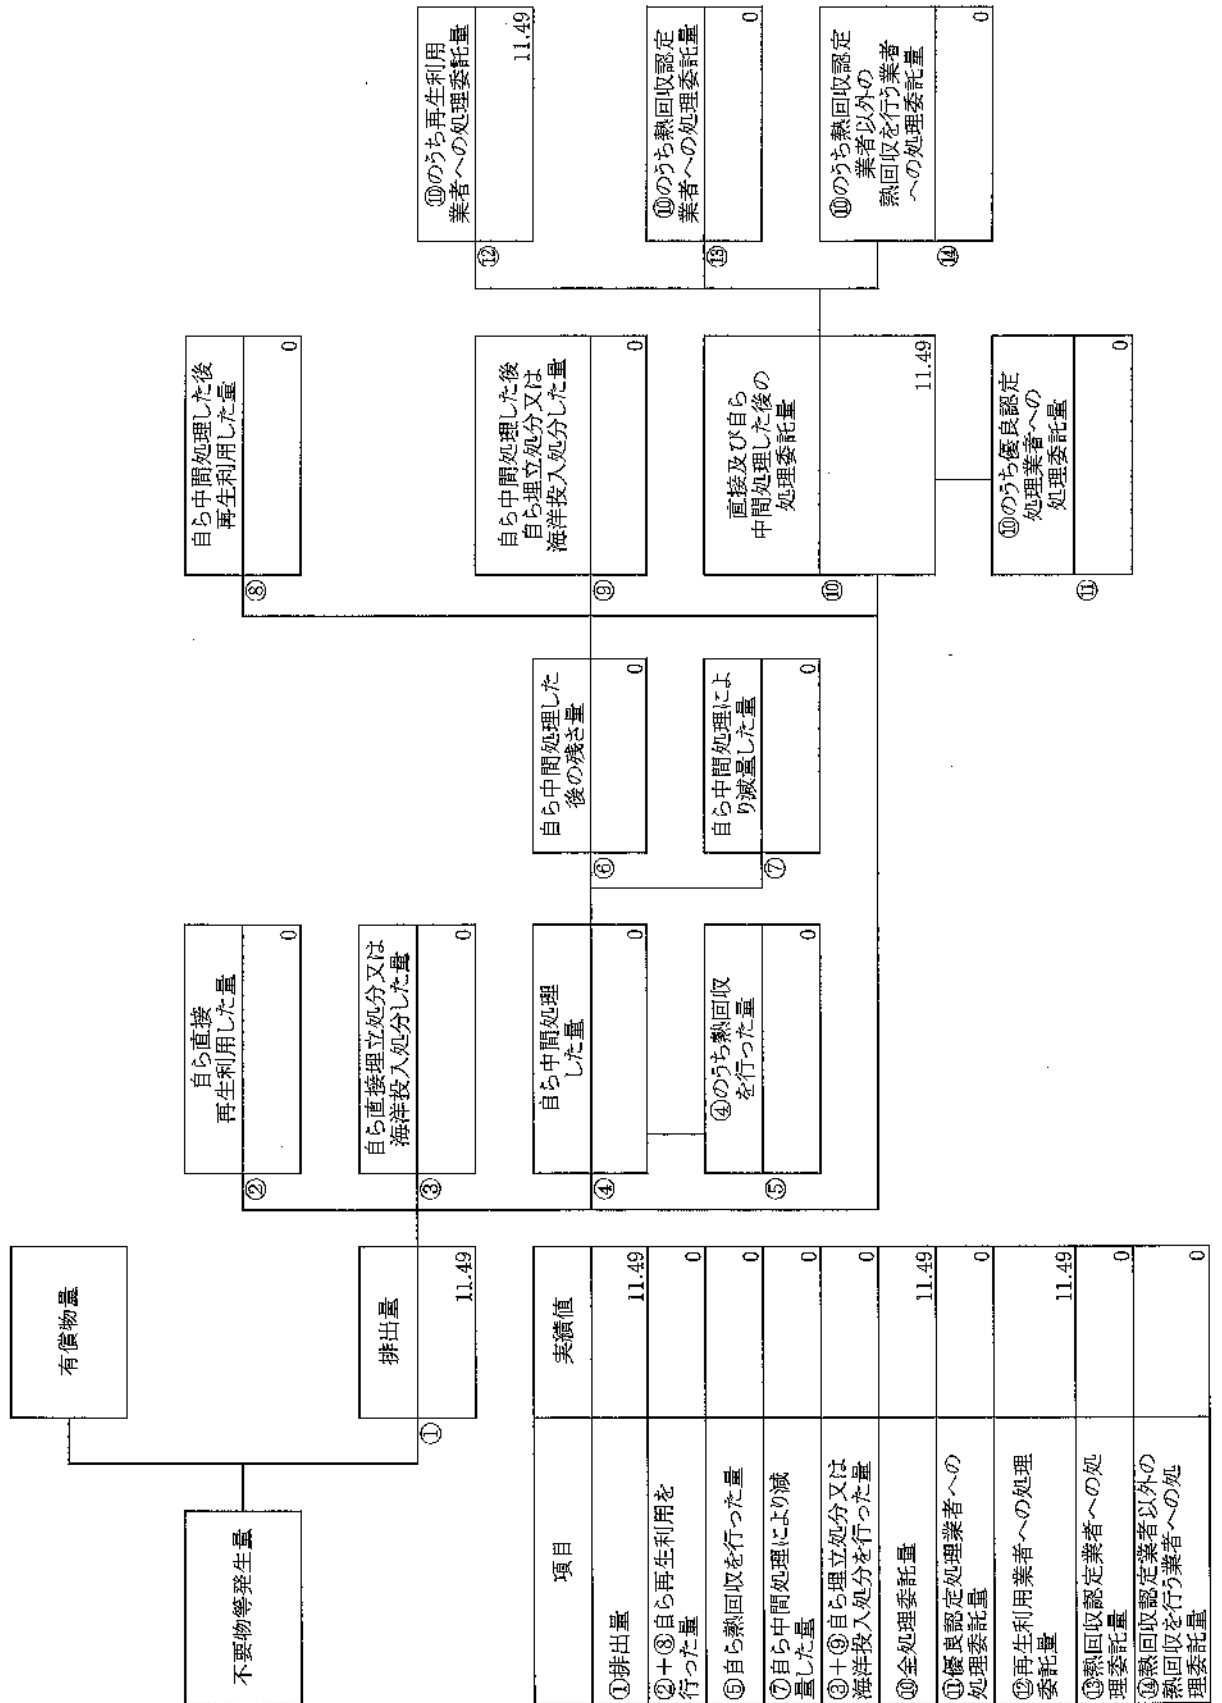 不要物等発生量
有償物量
①
排出量
11.49
②
自ら直接
再生利用した量
0
③
自ら直接埋立処分又は
海洋投入処分した量
0
④
自ら中間処理
した量
0
⑤
④のうち熱回収
を行った量
0
⑥
自ら中間処理した
後の残さ量
0
⑦
自ら中間処理によ
り減量した量
0
⑧
自ら中間処理した後
再生利用した量
0
⑨
自ら中間処理した後
自ら埋立処分又は
海洋投入処分した量
0
⑩
直接及び自ら
中間処理した後の
処理委託量
11.49
⑪
⑩のうち優良認定
処理業者への
処理委託量
0
⑫
⑩のうち再生利用
業者への処理委託量
11.49
⑬
⑩のうち熱回収認定
業者への処理委託量
0
⑭
⑩のうち熱回収認定
業者以外の
熱回収を行う業者
への処理委託量
0
項目
実績値
①排出量
11.49
②+⑧自ら再生利用を
行った量
0
⑤自ら熱回収を行った量
0
⑦自ら中間処理により減
量した量
0
③+⑨自ら埋立処分又は
海洋投入処分を行った量
0
⑩全処理委託量
11.49
⑪優良認定処理業者への
処理委託量
0
⑫再生利用業者への処理
委託量
11.49
⑬熱回収認定業者への処
理委託量
0
⑭熱回収認定業者以外の
熱回収を行う業者への処
理委託量
0